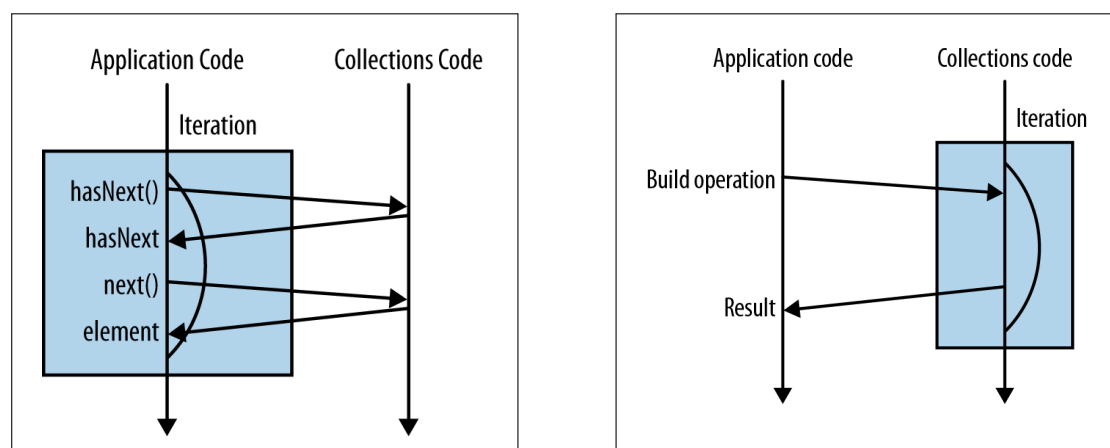 Application Code
Collections Code
Iteration
hasNext()
hasNext
next()
element
Application code
Collections code
Iteration
Build operation
Result